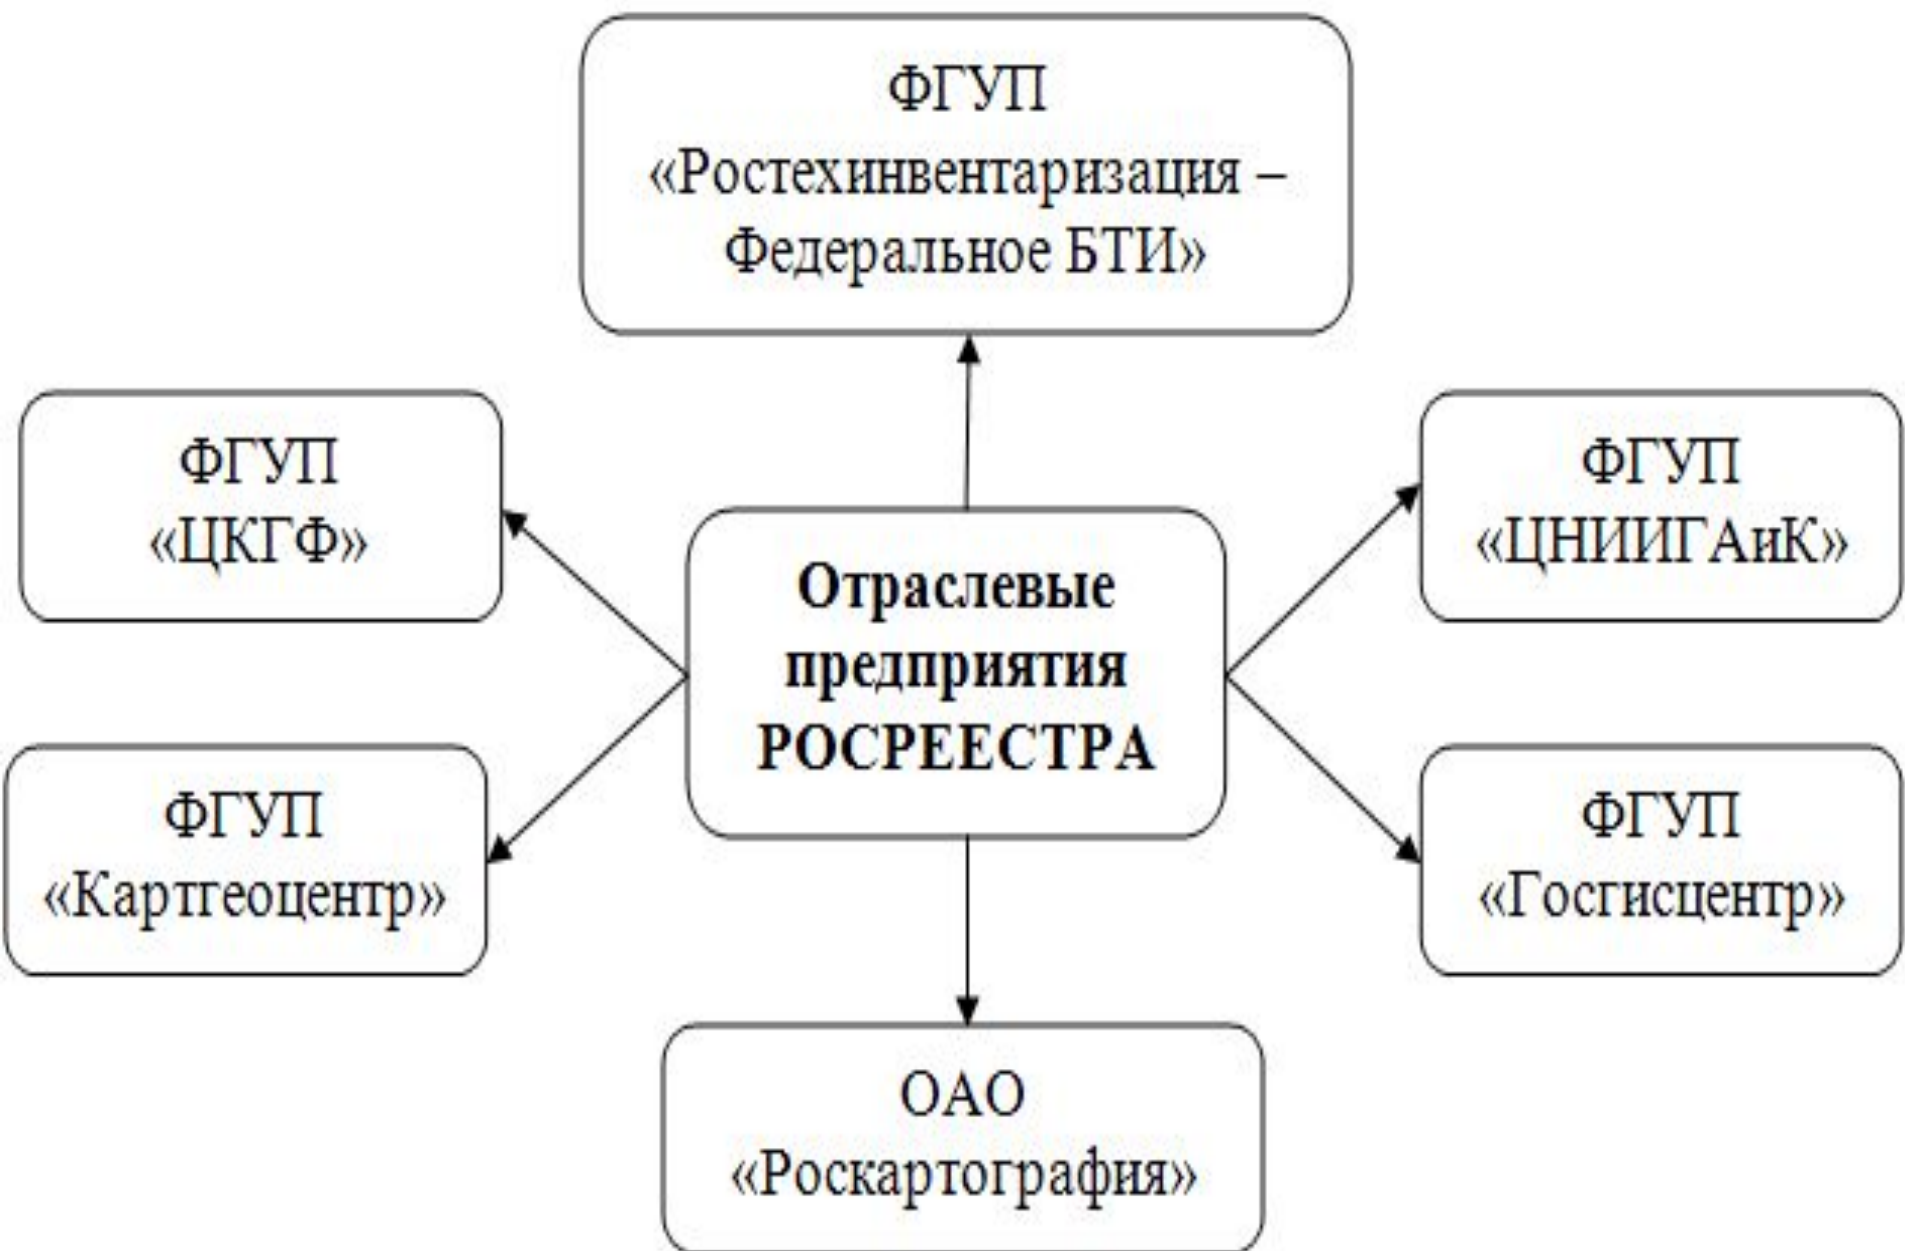 ФГУП
«Ростехинвентаризация –
Федеральное БТИ»
ФГУП
«ЦКГФ»
ФГУП
«ЦНИИГАиК»
Отраслевые
предприятия
РОСРЕЕСТРА
ФГУП
«Картгеоцентр»
ФГУП
«Госгисцентр»
ОАО
«Роскартография»